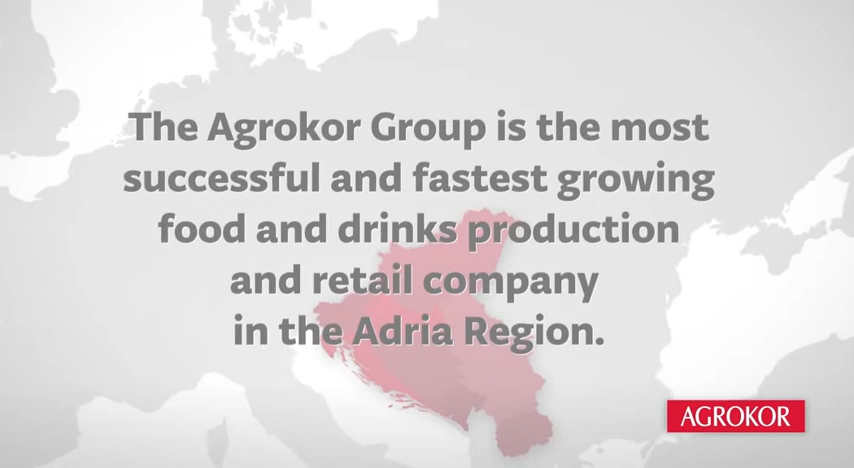 The Agrokor Group is the most
successful and fastest growing
food and drinks production
and retail company
in the Adria Region.
AGROKOR